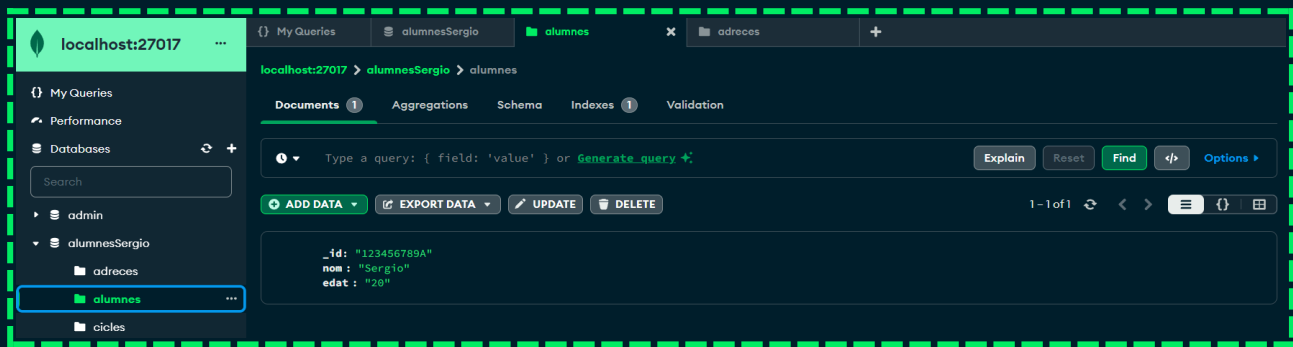 localhost:27017 ...
{} My Queries
Performance
Databases
Search
admin
alumnesSergio
adreces
alumnes ...
cicles
{} My Queries alumnesSergio alumnes adreces
localhost:27017 > alumnesSergio > alumnes
Documents 1 Aggregations Schema Indexes 1 Validation
Type a query: { field: 'value' } or Generate query
Explain Reset Find </> Options
ADD DATA EXPORT DATA UPDATE DELETE
1 – 1 of 1 {}
_id: "123456789A"
nom : "Sergio"
edat : "20"